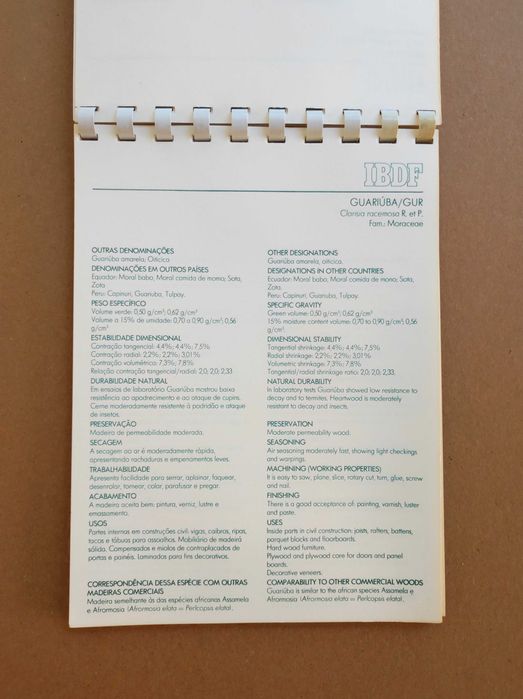 IBDF
GUARIÚBA/GUR
Clarisia racemosa R. et P.
Fam.: Moraceae
OUTRAS DENOMINAÇÕES
Guariúba amarela; Oiticica
DENOMINAÇÕES EM OUTROS PAÍSES
Equador: Moral bobo, Moral comida de mono; Sota,
Zota
Peru: Capinuri, Guariuba, Tulpay.
PESO ESPECÍFICO
Volume verde: 0,50 g/cm³; 0,62 g/cm³
Volume a 15% de umidade: 0,70 a 0,90 g/cm³; 0,56
g/cm³
ESTABILIDADE DIMENSIONAL
Contração tangencial: 4,4%; 4,4%; 7,5%
Contração radial: 2,2%; 2,2%; 3,01%
Contração volumétrica: 7,3%; 7,8%
Relação contração tangencial/radial: 2,0; 2,0; 2,33
DURABILIDADE NATURAL
Em ensaios de laboratório Guariúba mostrou baixa
resistência ao apodrecimento e ao ataque de cupins.
Cerne moderadamente resistente à podridão e ataque
de insetos.
PRESERVAÇÃO
Madeira de permeabilidade moderada.
SECAGEM
A secagem ao ar é moderadamente rápida,
apresentando rachaduras e empenamentos leves.
TRABALHABILIDADE
Apresenta facilidade para serrar, aplainar, faquear,
desenrolar, tornear, colar, parafusar e pregar.
ACABAMENTO
A madeira aceita bem: pintura, verniz, lustre e
emassamento.
USOS
Partes internas em construções civil: vigas, caibros, ripas,
tacos e tábuas para assoalhos. Mobiliário de madeira
sólida. Compensados e miolos de contraplacados de
portas e painéis. Laminados para fins decorativos.
CORRESPONDÊNCIA DESSA ESPÉCIE COM OUTRAS
MADEIRAS COMERCIAIS
Madeira semelhante às das espécies africanas Assamela
e Afrormosia (Afrormosia elata = Pericopsis elata).
OTHER DESIGNATIONS
Guariuba amarela, oiticica.
DESIGNATIONS IN OTHER COUNTRIES
Ecuador: Moral bobo, Moral comida de mono; Sota,
Zota
Peru: Capinuri, Guariuba, Tulpay.
SPECIFIC GRAVITY
Green volume: 0,50 g/cm³; 0,62 g/cm³
15% moisture content volume: 0,70 to 0,90 g/cm³; 0,56
g/cm³.
DIMENSIONAL STABILITY
Tangential shrinkage: 4,4%; 4,4%; 7,5%
Radial shrinkage: 2,2%; 2,2%; 3,01%
Volumetric shrinkage: 7,3%; 7,8%
Tangential/radial shrinkage ratio: 2,0; 2,0; 2,33.
NATURAL DURABILITY
In laboratory tests Guariúba showed low resistance to
decay and to termites. Heartwood is moderately
resistant to decay and insects.
PRESERVATION
Moderate permeability wood.
SEASONING
Air seasoning moderately fast, showing light checkings
and warpings.
MACHINING (WORKING PROPERTIES)
It is easy to saw, plane, slice, rotary cut, turn, glue, screw
and nail.
FINISHING
There is a good acceptance of: painting, varnish, luster
and paste.
USES
Inside parts in civil construction: joists, rafters, battens,
parquet blocks and floorboards.
Hard wood furniture.
Plywood and plywood core for doors and panel
boards.
Decorative veneers.
COMPARABILITY TO OTHER COMMERCIAL WOODS
Guariúba is similar to the african species Assamela e
Afrormosia (Afrormosia elata = Pericopsis elata).